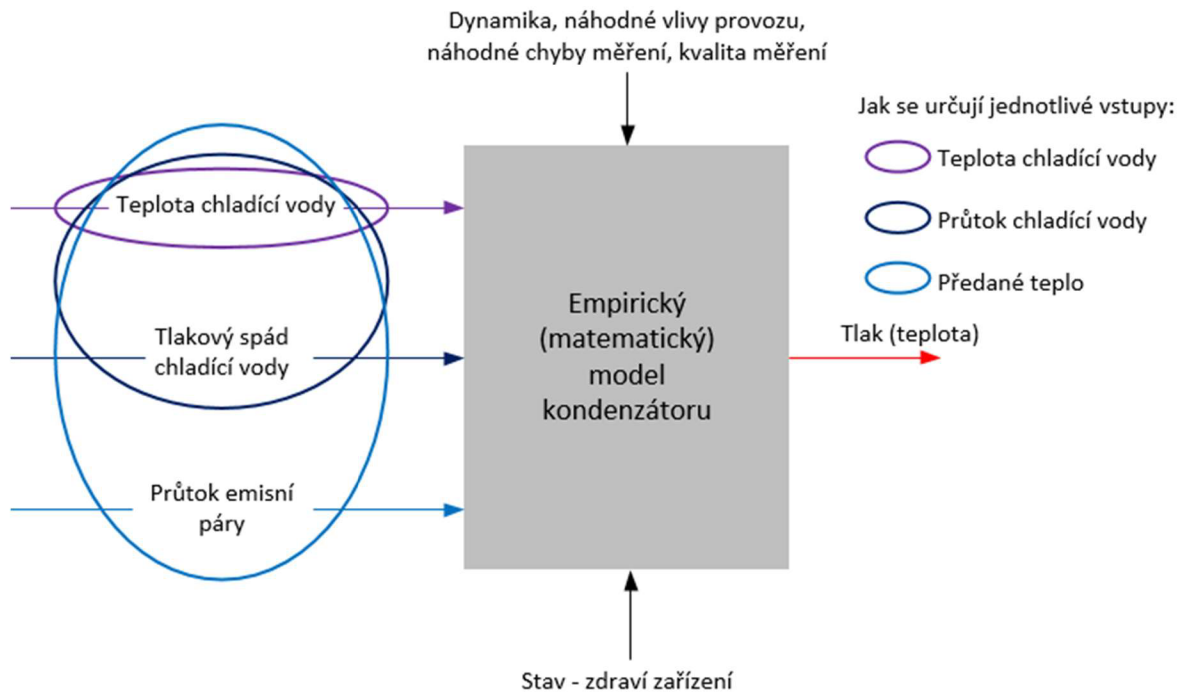 Dynamika, náhodné vlivy provozu,
náhodné chyby měření, kvalita měření
Jak se určují jednotlivé vstupy:
Teplota chladící vody
Průtok chladící vody
Předané teplo
Teplota chladící vody
Tlakový spád
chladící vody
Průtok emisní
páry
Empirický
(matematický)
model
kondenzátoru
Tlak (teplota)
Stav - zdraví zařízení